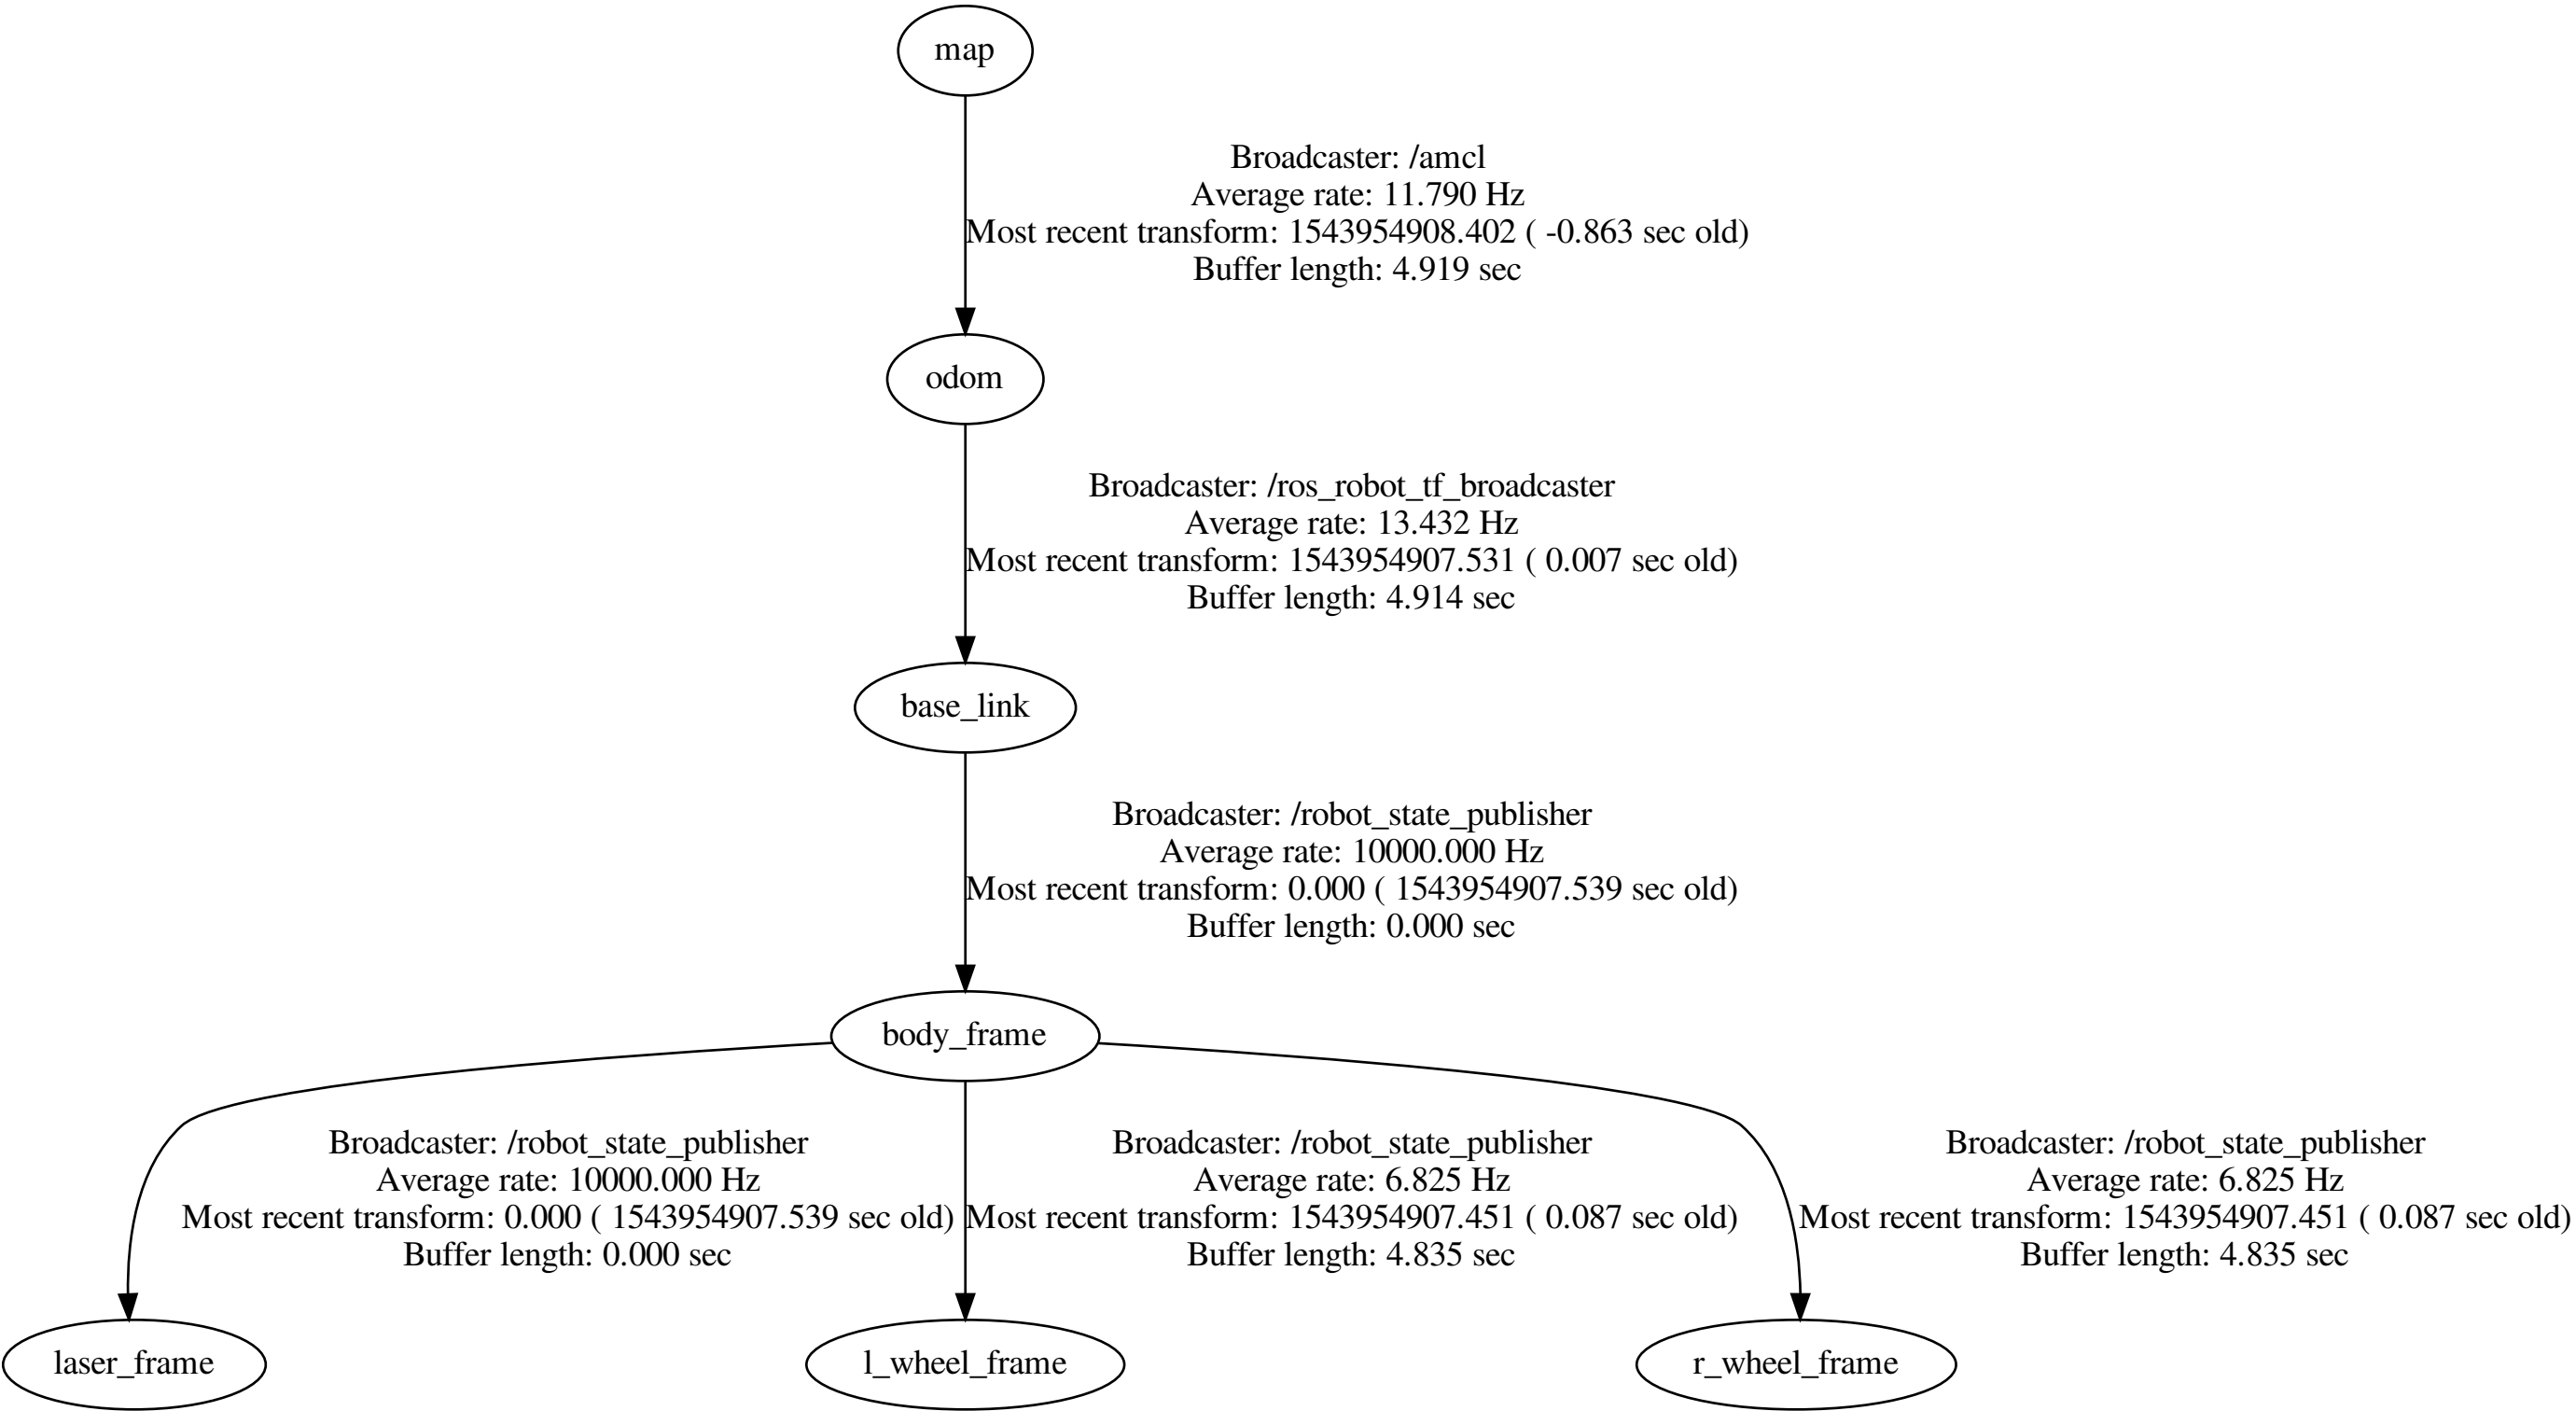 map
Broadcaster: /amcl
Average rate: 11.790 Hz
Most recent transform: 1543954908.402 ( -0.863 sec old)
Buffer length: 4.919 sec
odom
Broadcaster: /ros_robot_tf_broadcaster
Average rate: 13.432 Hz
Most recent transform: 1543954907.531 ( 0.007 sec old)
Buffer length: 4.914 sec
base_link
Broadcaster: /robot_state_publisher
Average rate: 10000.000 Hz
Most recent transform: 0.000 ( 1543954907.539 sec old)
Buffer length: 0.000 sec
body_frame
Broadcaster: /robot_state_publisher
Average rate: 10000.000 Hz
Most recent transform: 0.000 ( 1543954907.539 sec old)
Buffer length: 0.000 sec
Broadcaster: /robot_state_publisher
Average rate: 6.825 Hz
Most recent transform: 1543954907.451 ( 0.087 sec old)
Buffer length: 4.835 sec
Broadcaster: /robot_state_publisher
Average rate: 6.825 Hz
Most recent transform: 1543954907.451 ( 0.087 sec old)
Buffer length: 4.835 sec
laser_frame
l_wheel_frame
r_wheel_frame